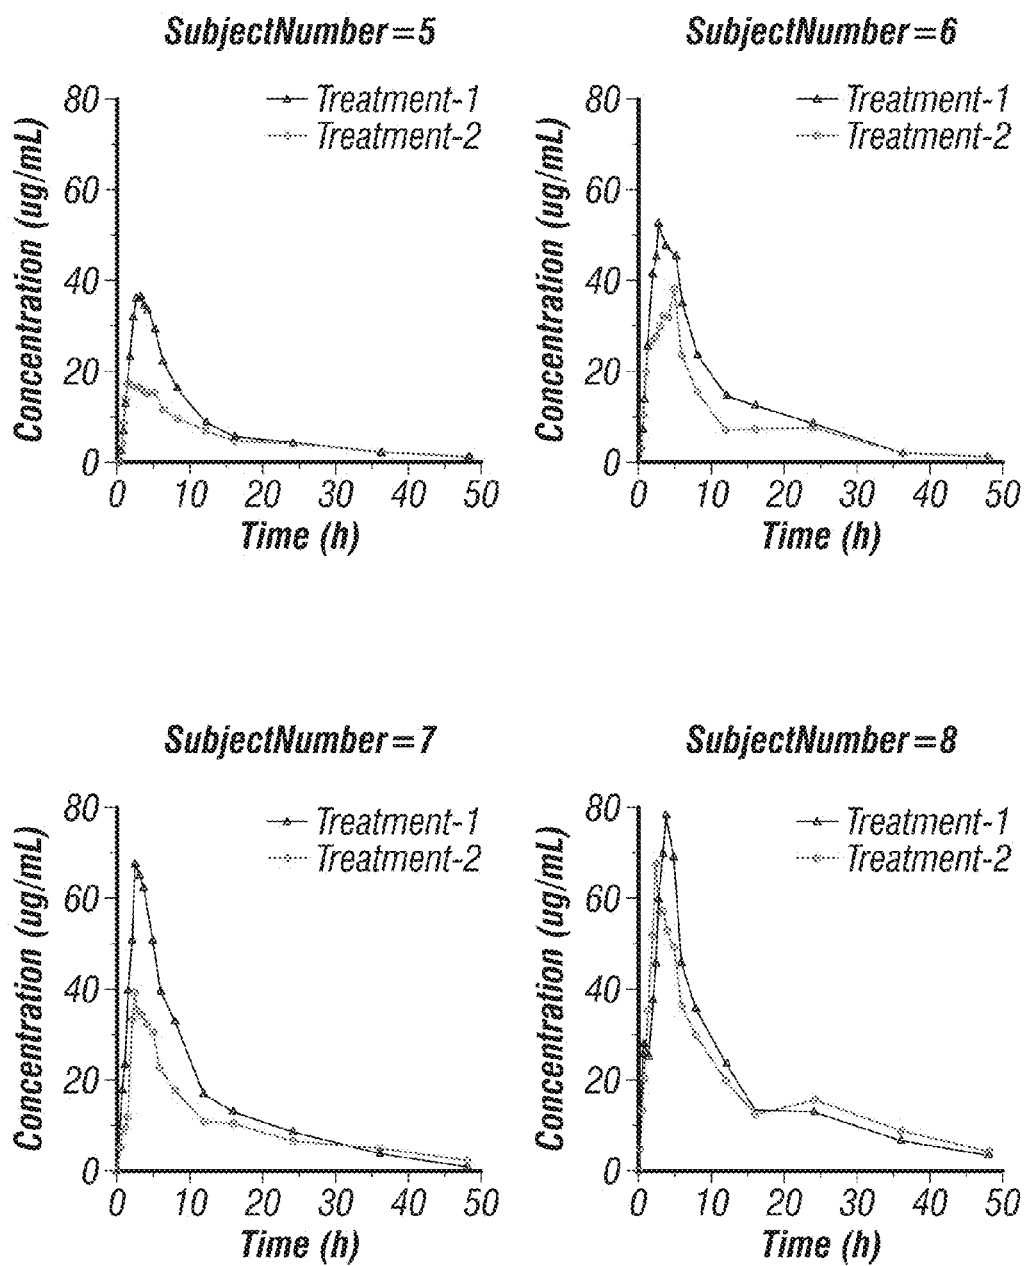 SubjectNumber=5
Treatment-1
Treatment-2
Concentration (ug/mL)
80
60
40
20
0
0 10 20 30 40 50
Time (h)
SubjectNumber=6
Treatment-1
Treatment-2
Concentration (ug/mL)
80
60
40
20
0
0 10 20 30 40 50
Time (h)
SubjectNumber=7
Treatment-1
Treatment-2
Concentration (ug/mL)
80
60
40
20
0
0 10 20 30 40 50
Time (h)
SubjectNumber=8
Treatment-1
Treatment-2
Concentration (ug/mL)
80
60
40
20
0
0 10 20 30 40 50
Time (h)